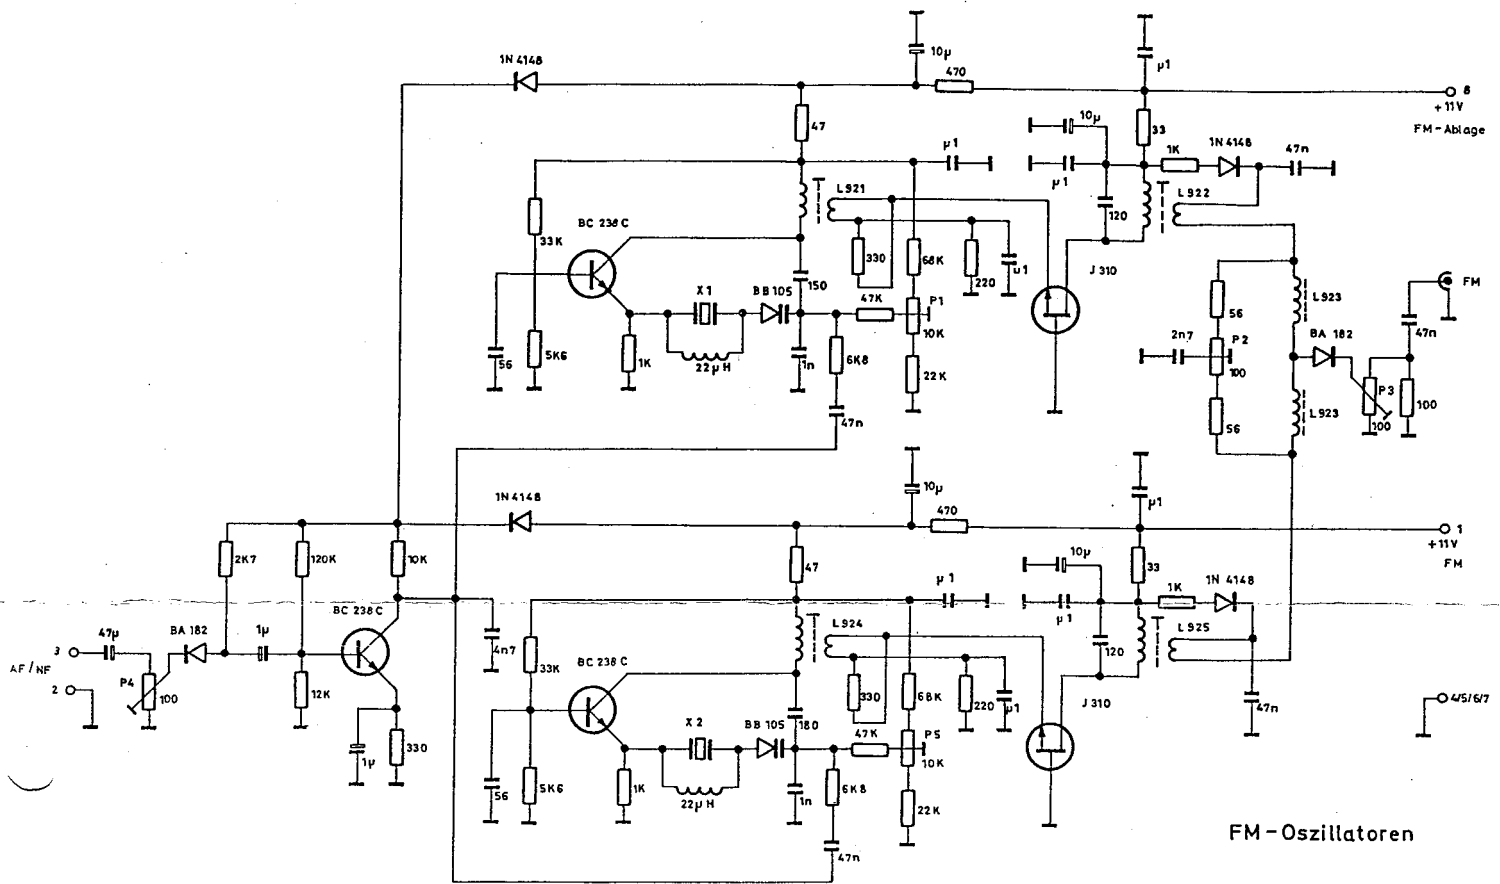 10µ
µ1
1N 4148
470
8
+11V
FM-Ablage
47
10µ
33
1N 4148
µ1
1K
47n
µ1
L921
L922
BC 238C
33K
120
330
68K
220
u1
J 310
150
X1
BB 105
47K
P1
10K
FM
L923
56
BA 182
47n
2n7
P2
100
56
5K6
1K
22µH
1n
6K8
22K
P3
100
100
L923
56
47n
10µ
µ1
1N 4148
470
1
+11V
FM
2K7
120K
10K
47
10µ
33
1N 4148
µ1
1K
µ1
BC 238C
47µ
BA 182
1µ
L924
L925
3
AF/NF
4n7
33K
BC 238C
120
P4
100
12K
330
68K
220
µ1
J 310
47n
2
4/5/6/7
180
X2
BB 105
47K
P5
10K
1µ
330
56
5K6
1K
22µH
1n
6K8
22K
47n
FM-Oszillatoren